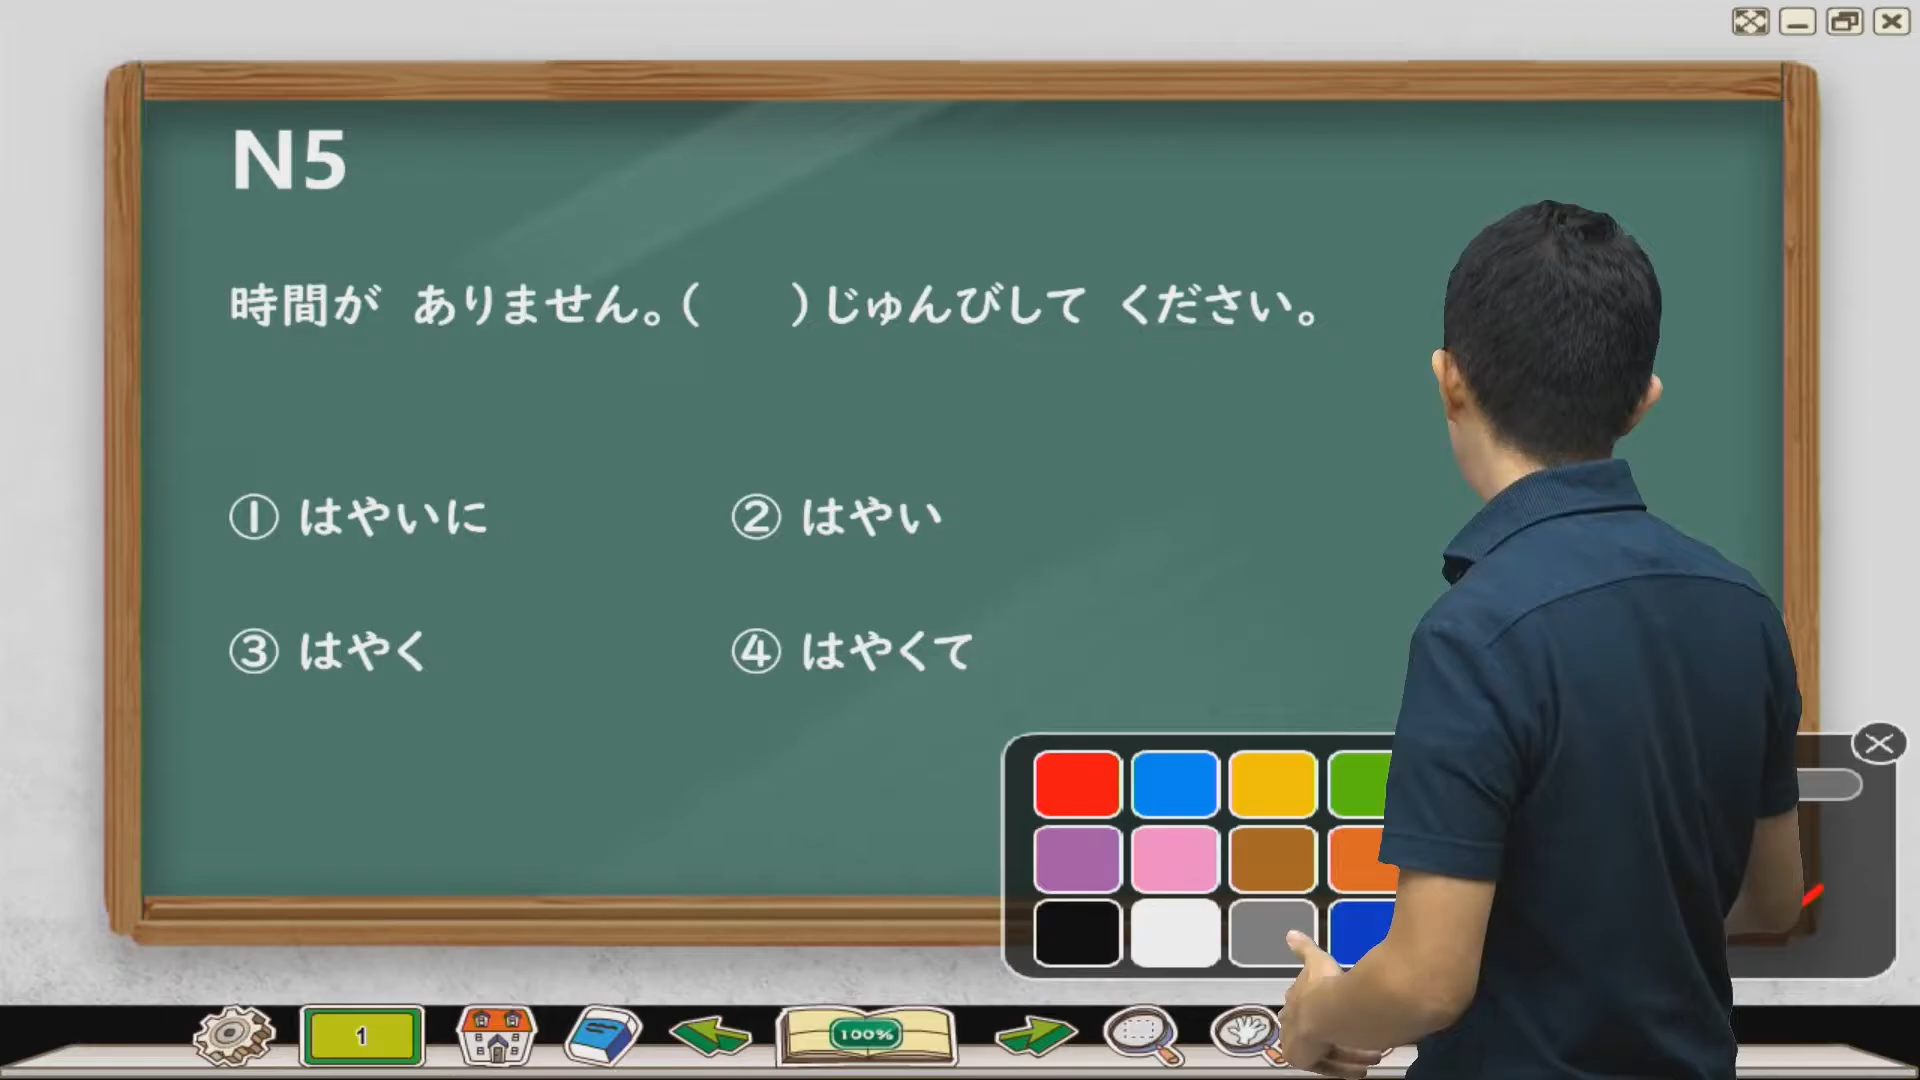 N5
時間が ありません。(　　)じゅんびして ください。
① はやいに
② はやい
③ はやく
④ はやくて
1
100%